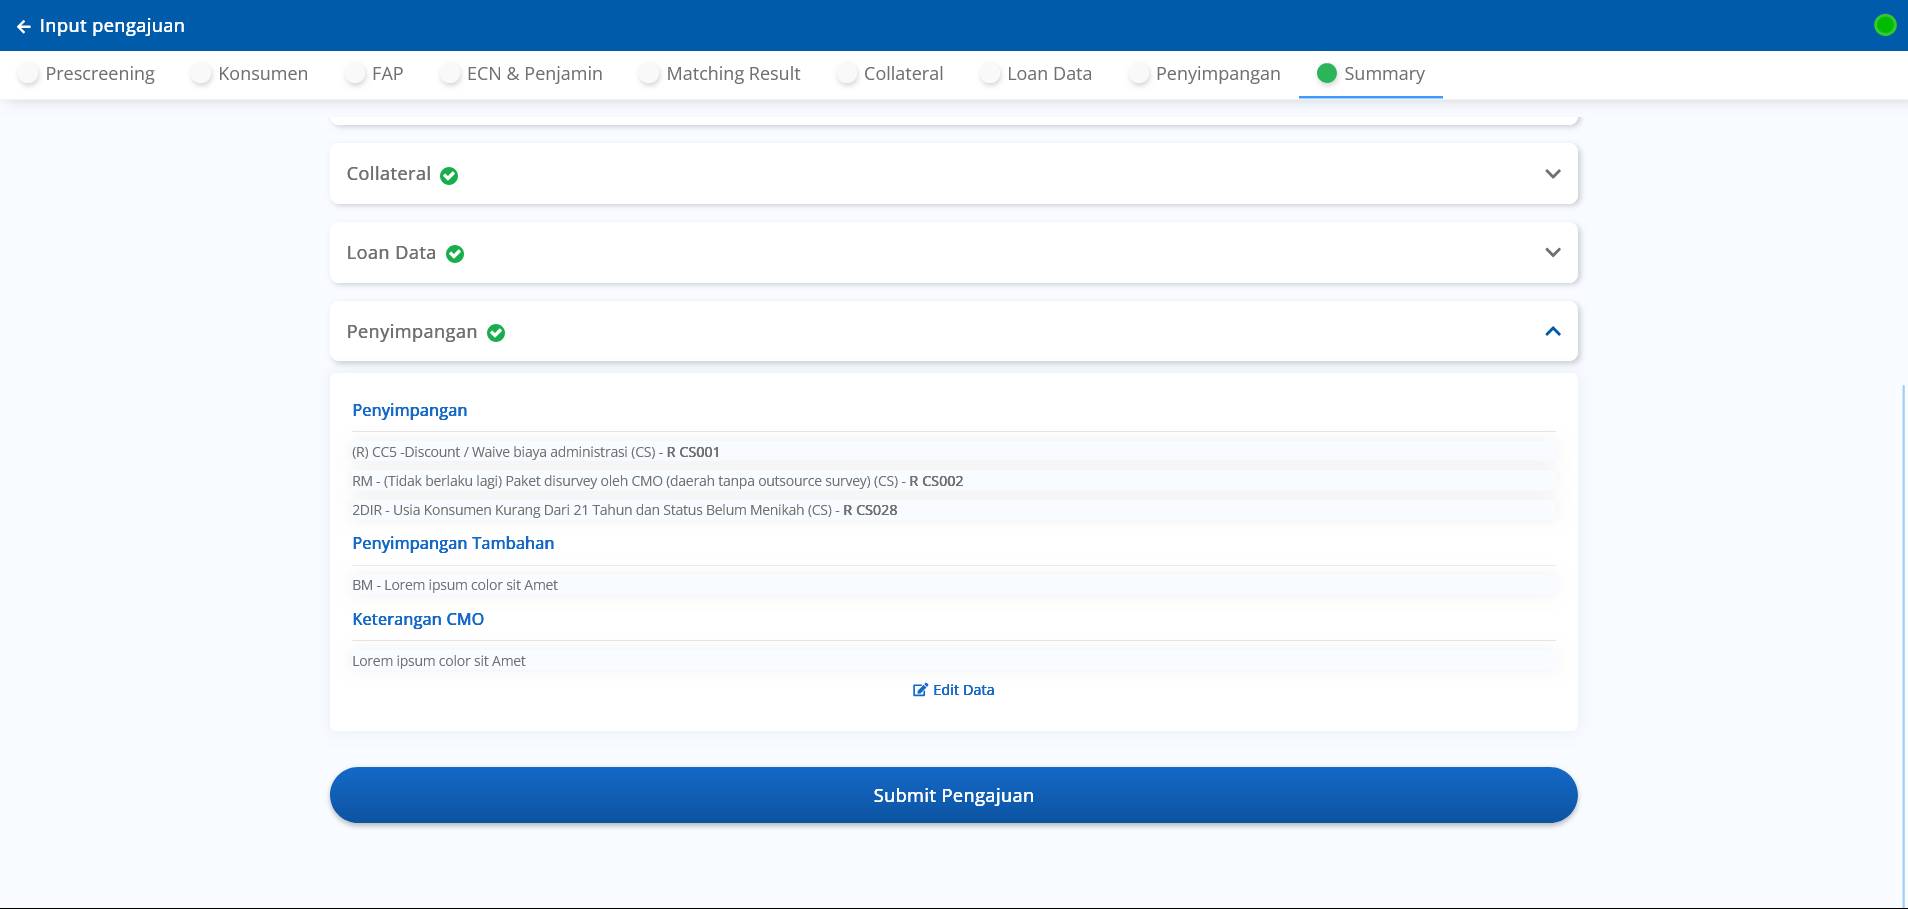 Input pengajuan
Prescreening
Konsumen
FAP
ECN & Penjamin
Matching Result
Collateral
Loan Data
Penyimpangan
Summary
Collateral
Loan Data
Penyimpangan
Penyimpangan
(R) CC5 -Discount / Waive biaya administrasi (CS) - R CS001
RM - (Tidak berlaku lagi) Paket disurvey oleh CMO (daerah tanpa outsource survey) (CS) - R CS002
2DIR - Usia Konsumen Kurang Dari 21 Tahun dan Status Belum Menikah (CS) - R CS028
Penyimpangan Tambahan
BM - Lorem ipsum color sit Amet
Keterangan CMO
Lorem ipsum color sit Amet
Edit Data
Submit Pengajuan